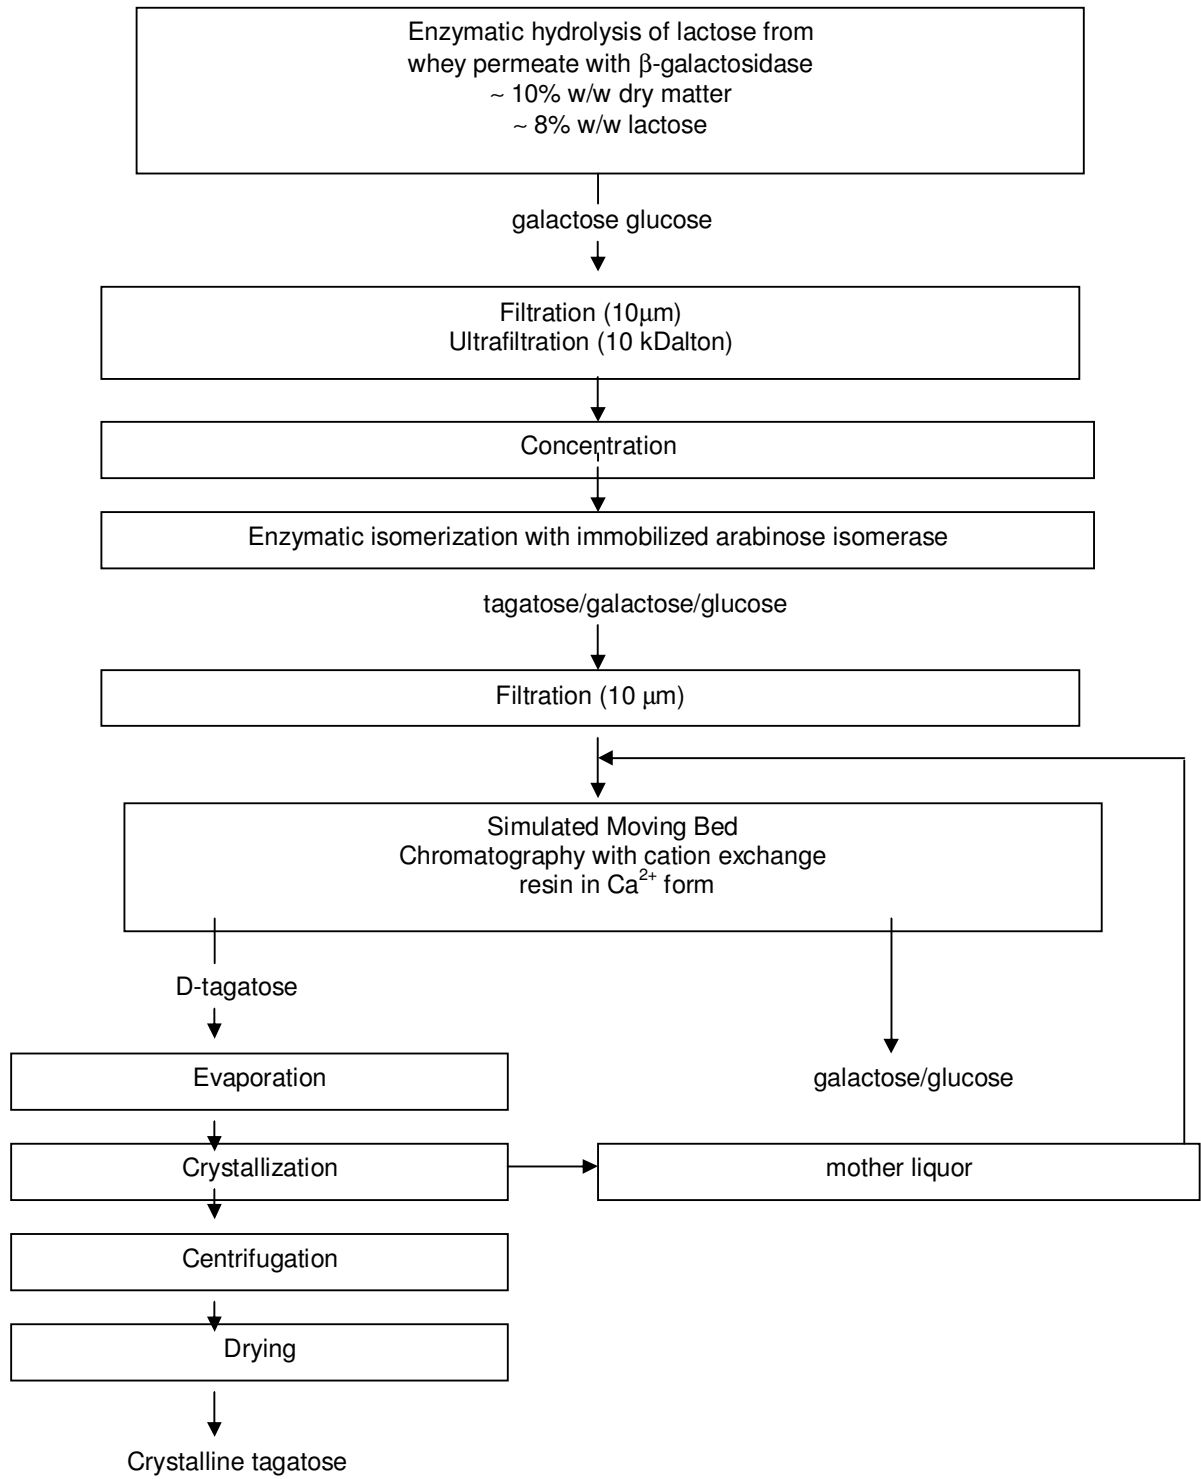 Enzymatic hydrolysis of lactose from
whey permeate with β-galactosidase
~ 10% w/w dry matter
~ 8% w/w lactose
galactose glucose
Filtration (10µm)
Ultrafiltration (10 kDalton)
Concentration
Enzymatic isomerization with immobilized arabinose isomerase
tagatose/galactose/glucose
Filtration (10 µm)
Simulated Moving Bed
Chromatography with cation exchange
resin in Ca²⁺ form
D-tagatose
Evaporation
galactose/glucose
Crystallization
mother liquor
Centrifugation
Drying
Crystalline tagatose